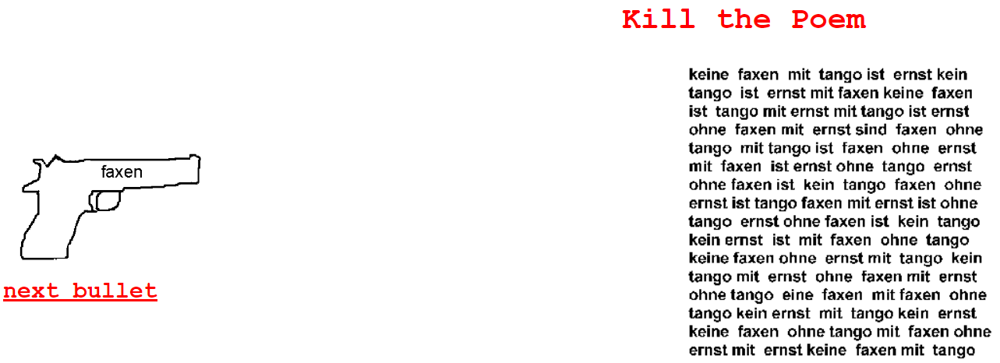 Kill the Poem
keine faxen mit tango ist ernst kein
tango ist ernst mit faxen keine faxen
ist tango mit ernst mit tango ist ernst
ohne faxen mit ernst sind faxen ohne
tango mit tango ist faxen ohne ernst
mit faxen ist ernst ohne tango ernst
ohne faxen ist kein tango faxen ohne
ernst ist tango faxen mit ernst ist ohne
tango ernst ohne faxen ist kein tango
kein ernst ist mit faxen ohne tango
keine faxen ohne ernst mit tango kein
tango mit ernst ohne faxen mit ernst
ohne tango eine faxen mit faxen ohne
tango kein ernst mit tango kein ernst
keine faxen ohne tango mit faxen ohne
ernst mit ernst keine faxen mit tango
faxen
next bullet